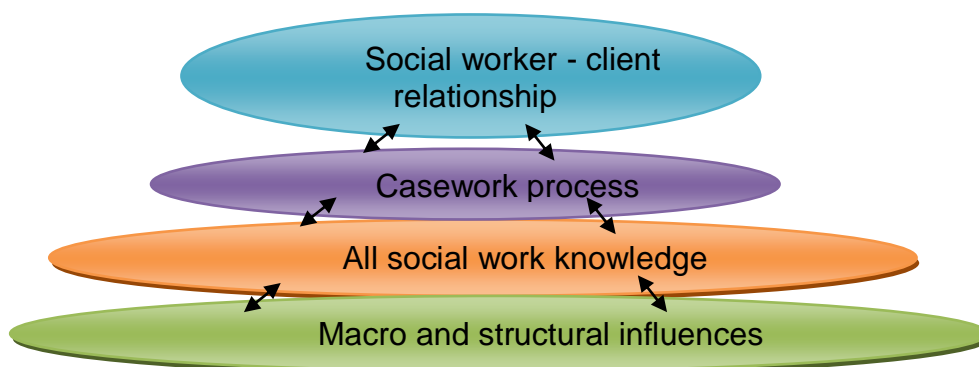 Social worker - client
relationship
Casework process
All social work knowledge
Macro and structural influences